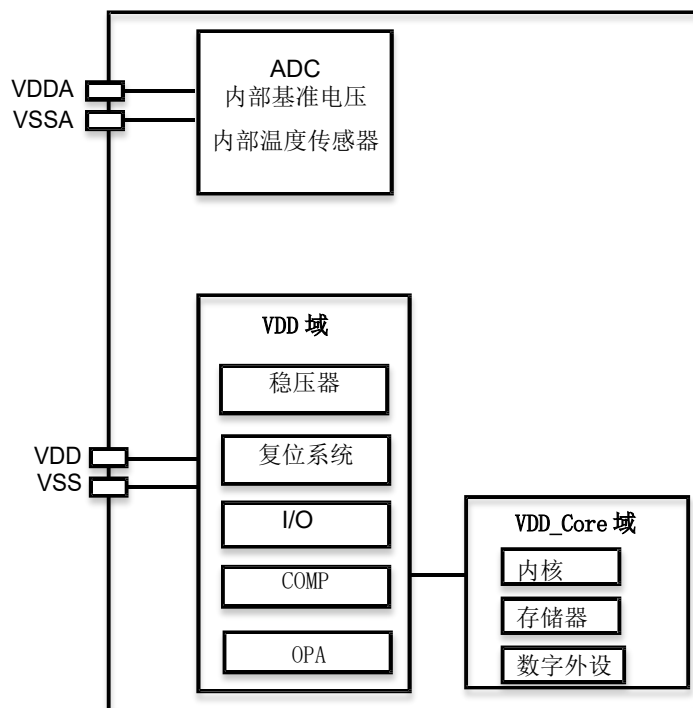 VDDA
VSSA
ADC
内部基准电压
内部温度传感器
VDD 域
稳压器
复位系统
I/O
COMP
OPA
VDD
VSS
VDD_Core 域
内核
存储器
数字外设